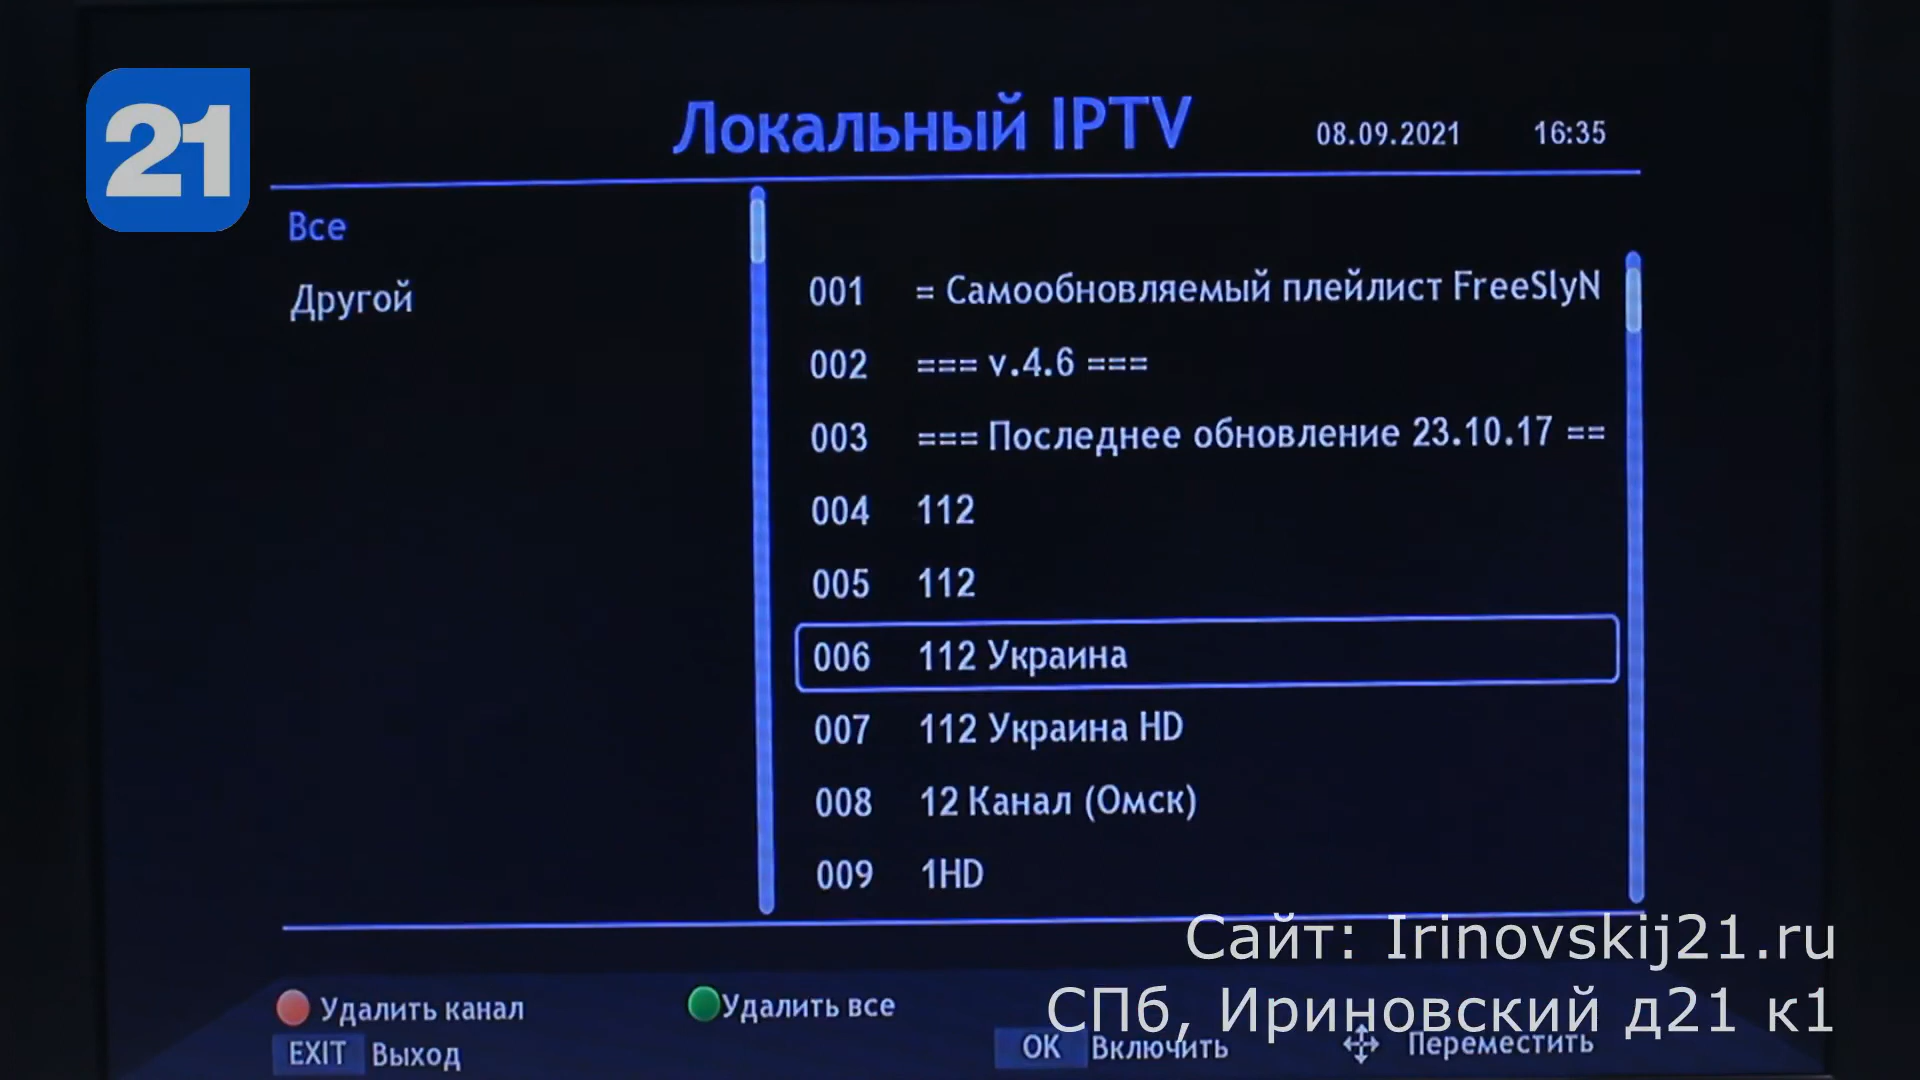 21
Локальный IPTV
08.09.2021 16:35
Все
Другой
001 = Самообновляемый плейлист FreeSlyN
002 === v.4.6 ===
003 === Последнее обновление 23.10.17 ==
004 112
005 112
006 112 Украина
007 112 Украина HD
008 12 Канал (Омск)
009 1HD
Сайт: Irinovskij21.ru
СПб, Ириновский д21 к1
Удалить канал Удалить все
EXIT Выход OK Включить Переместить